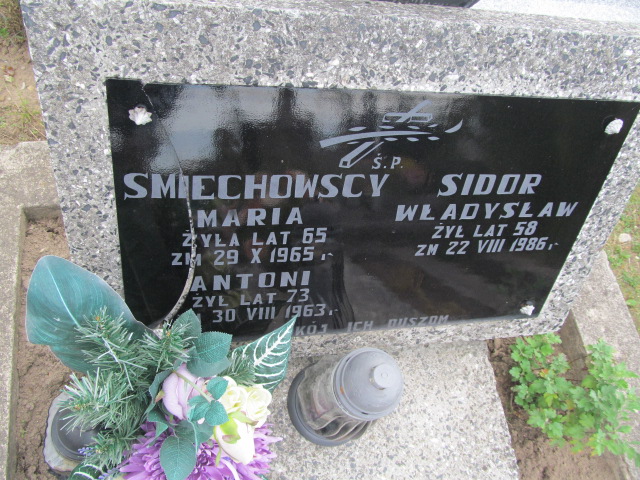 Ś.P.
SMIECHOWSCY
MARIA
ŻYŁA LAT 65
ZM 29 X 1965 r.
ANTONI
ŻYŁ LAT 73
30 VIII 1963 r.
SIDOR
WŁADYSŁAW
ŻYŁ LAT 58
ZM 22 VIII 1986 r.
ICH DUSZOM